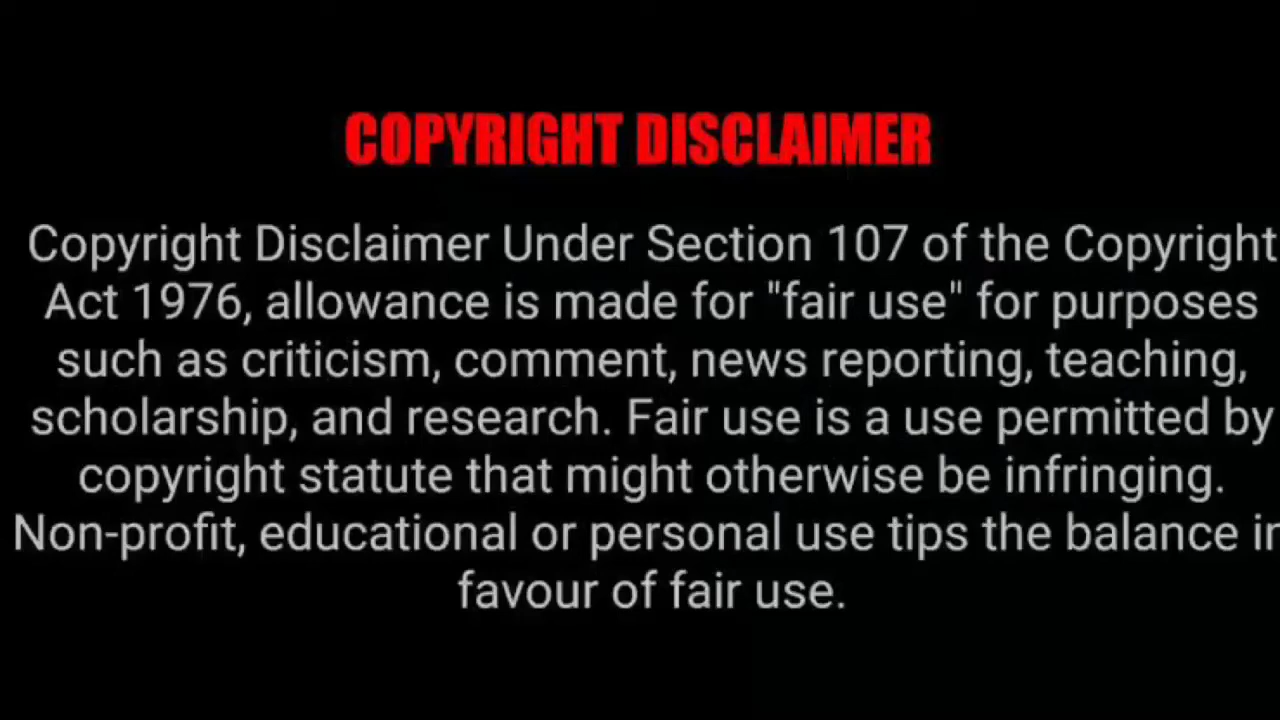 COPYRIGHT DISCLAIMER
Copyright Disclaimer Under Section 107 of the Copyright
Act 1976, allowance is made for "fair use" for purposes
such as criticism, comment, news reporting, teaching,
scholarship, and research. Fair use is a use permitted by
copyright statute that might otherwise be infringing.
Non-profit, educational or personal use tips the balance in
favour of fair use.